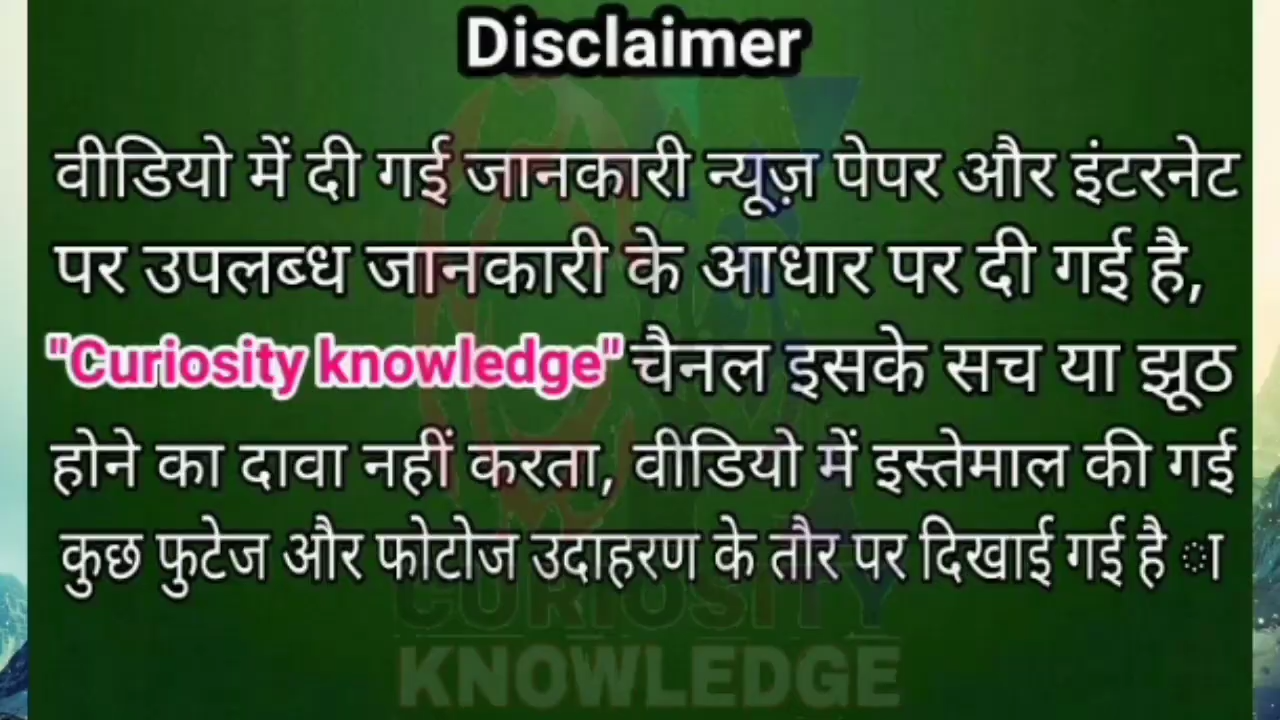 Disclaimer
वीडियो में दी गई जानकारी न्यूज़ पेपर और इंटरनेट
पर उपलब्ध जानकारी के आधार पर दी गई है,
"Curiosity knowledge" चैनल इसके सच या झूठ
होने का दावा नहीं करता, वीडियो में इस्तेमाल की गई
कुछ फुटेज और फोटोज उदाहरण के तौर पर दिखाई गई है ा
CURIOSITY
KNOWLEDGE